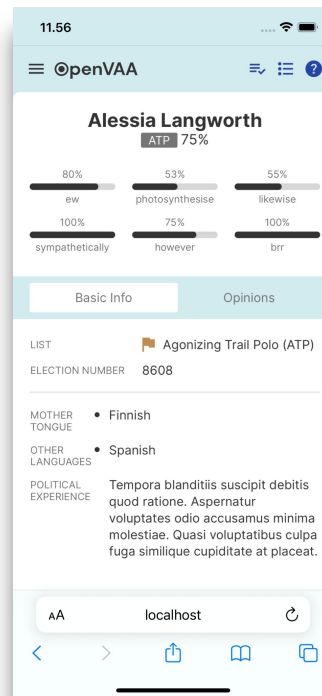 11.56
OpenVAA
Alessia Langworth
ATP 75%
80% 53% 55%
ew photosynthesise likewise
100% 75% 100%
sympathetically however brr
Basic Info Opinions
LIST Agonizing Trail Polo (ATP)
ELECTION NUMBER 8608
MOTHER TONGUE • Finnish
OTHER LANGUAGES • Spanish
POLITICAL EXPERIENCE
Tempora blanditiis suscipit debitis
quod ratione. Aspernatur
voluptates odio accusamus minima
molestiae. Quasi voluptatibus culpa
fuga similique cupiditate at placeat.
AA localhost